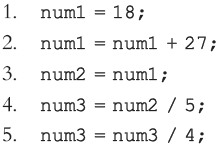 1. num1 = 18;
2. num1 = num1 + 27;
3. num2 = num1;
4. num3 = num2 / 5;
5. num3 = num3 / 4;